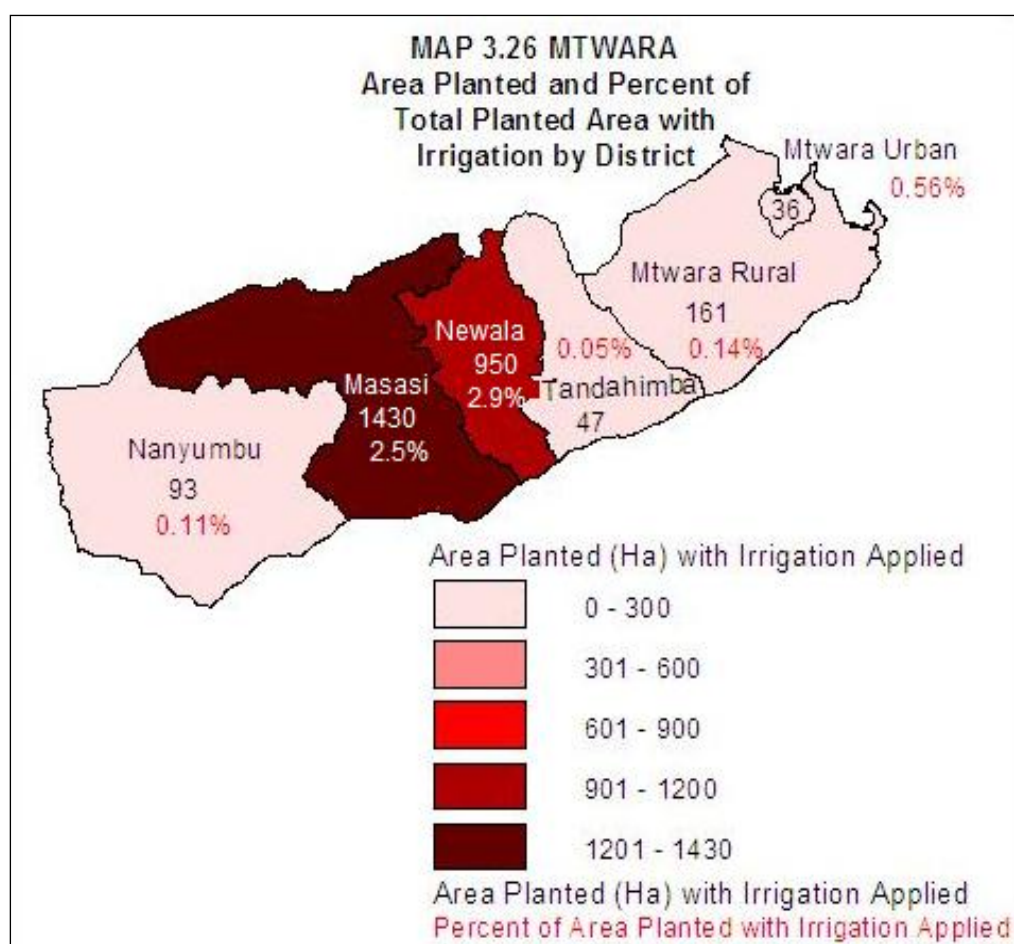 MAP 3.26 MTWARA
Area Planted and Percent of
Total Planted Area with
Irrigation by District
Mtwara Urban
0.56%
36
Mtwara Rural
161
0.14%
Newala
950
2.9%
0.05%
Tandahimba
47
Masasi
1430
2.5%
Nanyumbu
93
0.11%
Area Planted (Ha) with Irrigation Applied
0 - 300
301 - 600
601 - 900
901 - 1200
1201 - 1430
Area Planted (Ha) with Irrigation Applied
Percent of Area Planted with Irrigation Applied